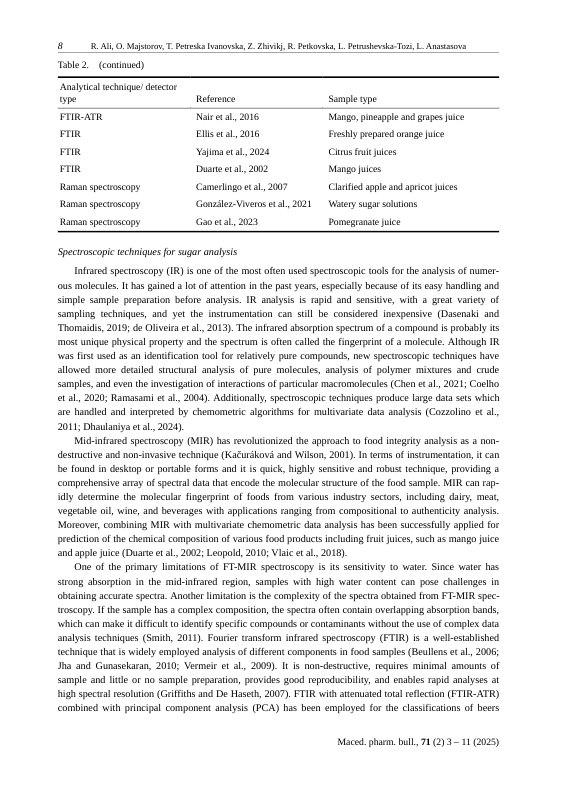 8 R. Ali, O. Majstorov, T. Petreska Ivanovska, Z. Zhivikj, R. Petkovska, L. Petrushevska-Tozi, L. Anastasova
Table 2. (continued)
Analytical technique/ detector
type Reference Sample type
FTIR-ATR Nair et al., 2016 Mango, pineapple and grapes juice
FTIR Ellis et al., 2016 Freshly prepared orange juice
FTIR Yajima et al., 2024 Citrus fruit juices
FTIR Duarte et al., 2002 Mango juices
Raman spectroscopy Camerlingo et al., 2007 Clarified apple and apricot juices
Raman spectroscopy González-Viveros et al., 2021 Watery sugar solutions
Raman spectroscopy Gao et al., 2023 Pomegranate juice
Spectroscopic techniques for sugar analysis
Infrared spectroscopy (IR) is one of the most often used spectroscopic tools for the analysis of numer-
ous molecules. It has gained a lot of attention in the past years, especially because of its easy handling and
simple sample preparation before analysis. IR analysis is rapid and sensitive, with a great variety of
sampling techniques, and yet the instrumentation can still be considered inexpensive (Dasenaki and
Thomaidis, 2019; de Oliveira et al., 2013). The infrared absorption spectrum of a compound is probably its
most unique physical property and the spectrum is often called the fingerprint of a molecule. Although IR
was first used as an identification tool for relatively pure compounds, new spectroscopic techniques have
allowed more detailed structural analysis of pure molecules, analysis of polymer mixtures and crude
samples, and even the investigation of interactions of particular macromolecules (Chen et al., 2021; Coelho
et al., 2020; Ramasami et al., 2004). Additionally, spectroscopic techniques produce large data sets which
are handled and interpreted by chemometric algorithms for multivariate data analysis (Cozzolino et al.,
2011; Dhaulaniya et al., 2024).
Mid-infrared spectroscopy (MIR) has revolutionized the approach to food integrity analysis as a non-
destructive and non-invasive technique (Kačuráková and Wilson, 2001). In terms of instrumentation, it can
be found in desktop or portable forms and it is quick, highly sensitive and robust technique, providing a
comprehensive array of spectral data that encode the molecular structure of the food sample. MIR can rap-
idly determine the molecular fingerprint of foods from various industry sectors, including dairy, meat,
vegetable oil, wine, and beverages with applications ranging from compositional to authenticity analysis.
Moreover, combining MIR with multivariate chemometric data analysis has been successfully applied for
prediction of the chemical composition of various food products including fruit juices, such as mango juice
and apple juice (Duarte et al., 2002; Leopold, 2010; Vlaic et al., 2018).
One of the primary limitations of FT-MIR spectroscopy is its sensitivity to water. Since water has
strong absorption in the mid-infrared region, samples with high water content can pose challenges in
obtaining accurate spectra. Another limitation is the complexity of the spectra obtained from FT-MIR spec-
troscopy. If the sample has a complex composition, the spectra often contain overlapping absorption bands,
which can make it difficult to identify specific compounds or contaminants without the use of complex data
analysis techniques (Smith, 2011). Fourier transform infrared spectroscopy (FTIR) is a well-established
technique that is widely employed analysis of different components in food samples (Beullens et al., 2006;
Jha and Gunasekaran, 2010; Vermeir et al., 2009). It is non-destructive, requires minimal amounts of
sample and little or no sample preparation, provides good reproducibility, and enables rapid analyses at
high spectral resolution (Griffiths and De Haseth, 2007). FTIR with attenuated total reflection (FTIR-ATR)
combined with principal component analysis (PCA) has been employed for the classifications of beers
Maced. pharm. bull., 71 (2) 3 – 11 (2025)